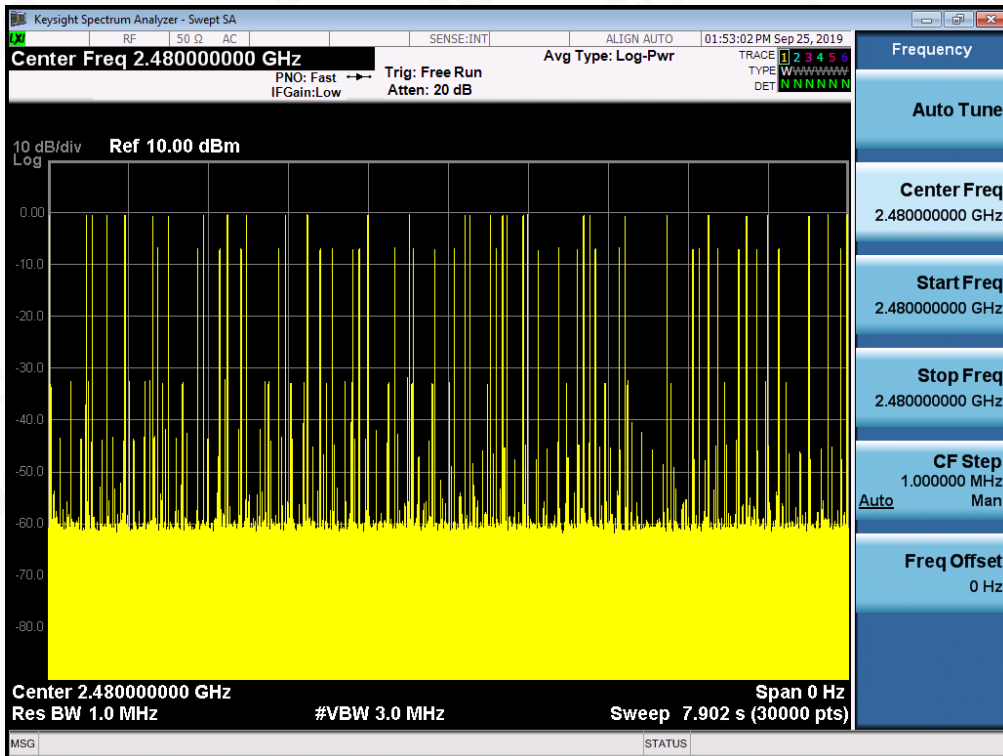 Keysight Spectrum Analyzer - Swept SA
LXI RF 50 Ω AC SENSE:INT ALIGN AUTO 01:53:02 PM Sep 25, 2019
Center Freq 2.480000000 GHz
PNO: Fast
IFGain:Low
Trig: Free Run
Atten: 20 dB
Avg Type: Log-Pwr
TRACE 1 2 3 4 5 6
TYPE WWWWWW
DET N N N N N N
10 dB/div Ref 10.00 dBm
Log
0.00
-10.0
-20.0
-30.0
-40.0
-50.0
-60.0
-70.0
-80.0
Center 2.480000000 GHz Span 0 Hz
Res BW 1.0 MHz #VBW 3.0 MHz Sweep 7.902 s (30000 pts)
MSG STATUS
Frequency
Auto Tune
Center Freq
2.480000000 GHz
Start Freq
2.480000000 GHz
Stop Freq
2.480000000 GHz
CF Step
1.000000 MHz
Auto Man
Freq Offset
0 Hz